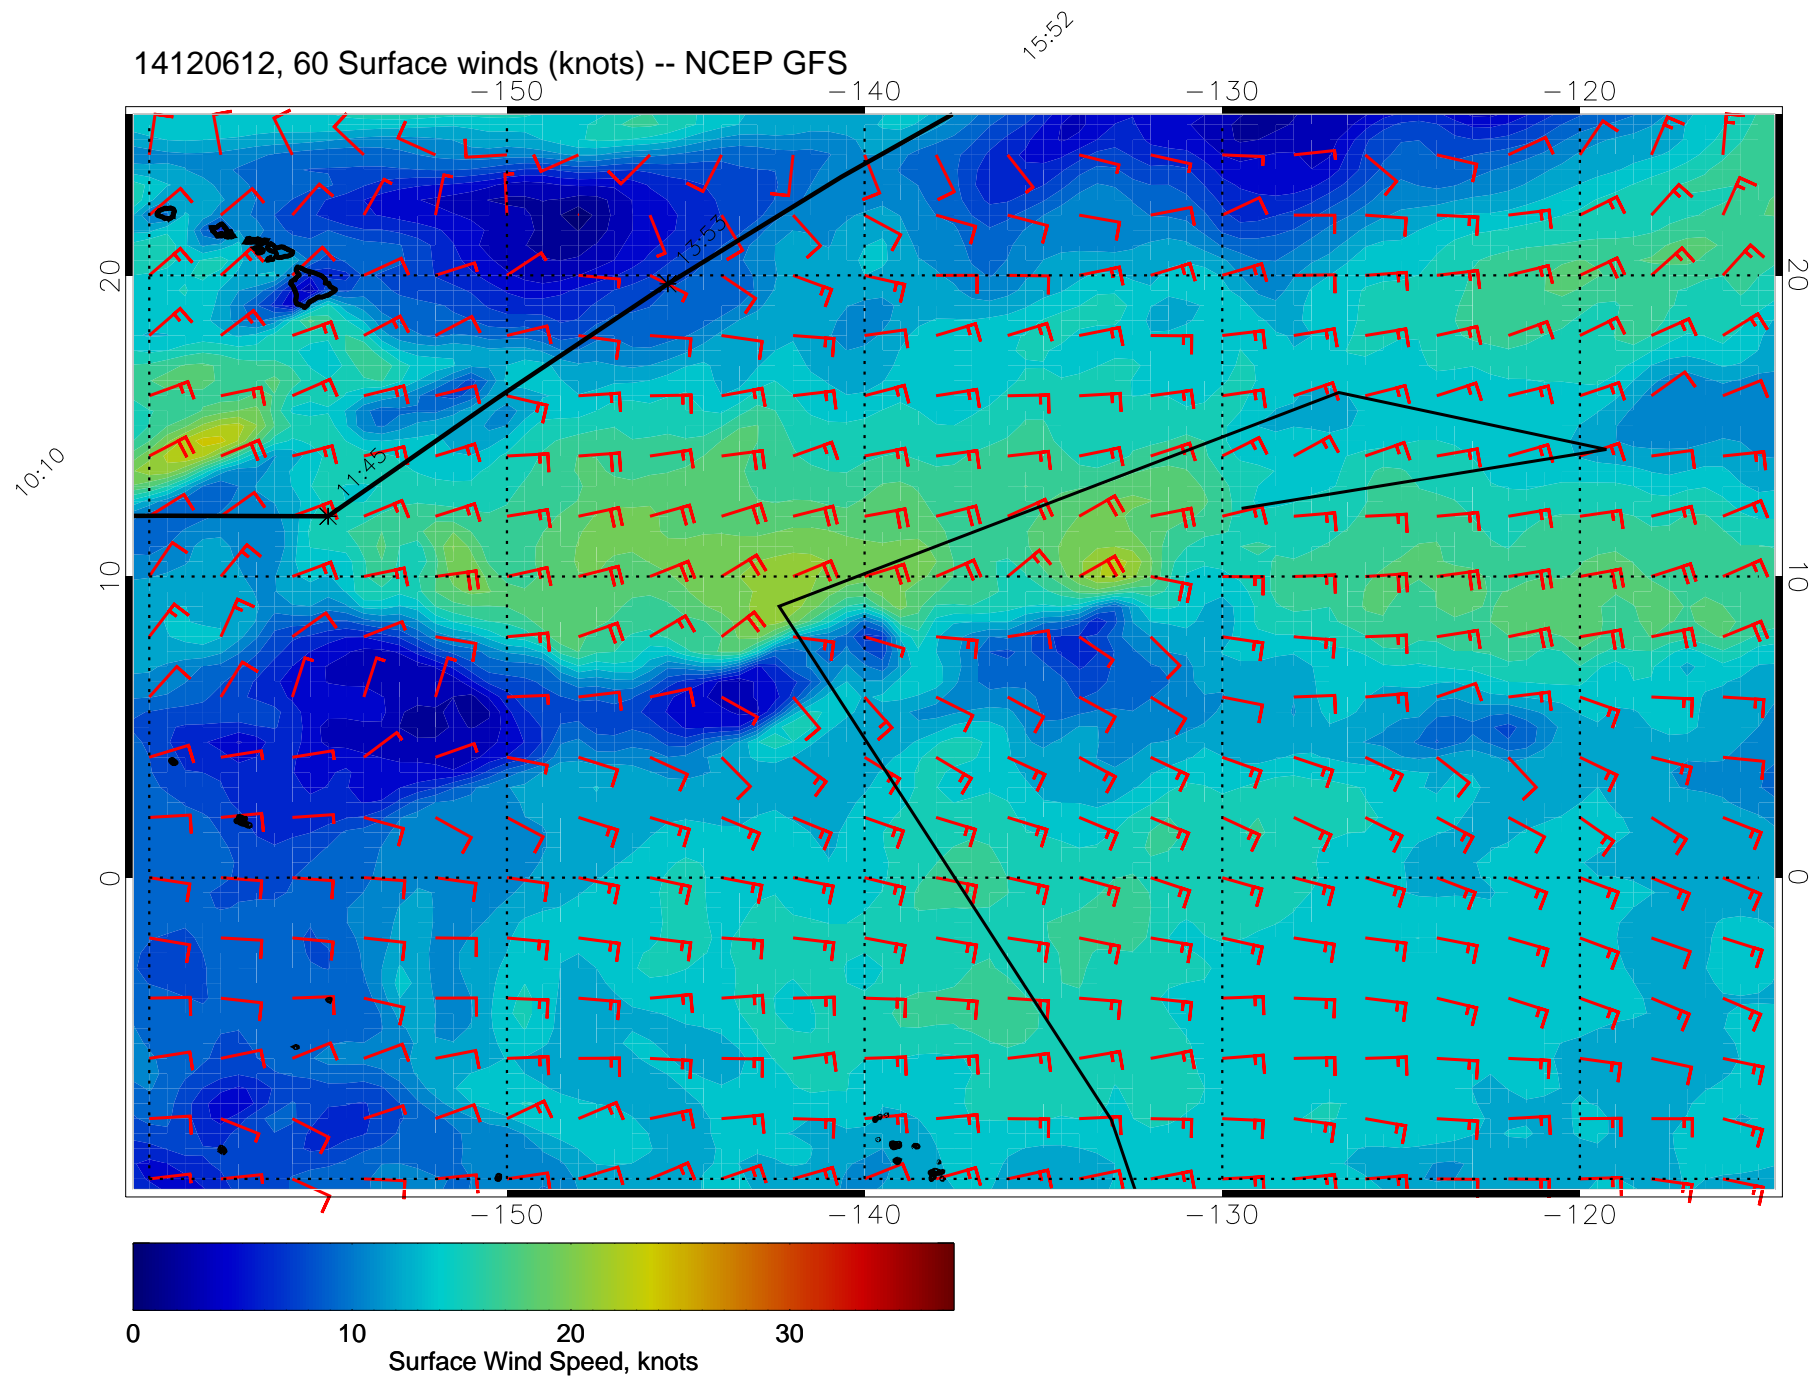 15:52
14120612, 60 Surface winds (knots) -- NCEP GFS
−150 −140 −130 −120
13:53
20 20
11:45
10:10
10 10
0 0
−150 −140 −130 −120
0 10 20 30
Surface Wind Speed, knots